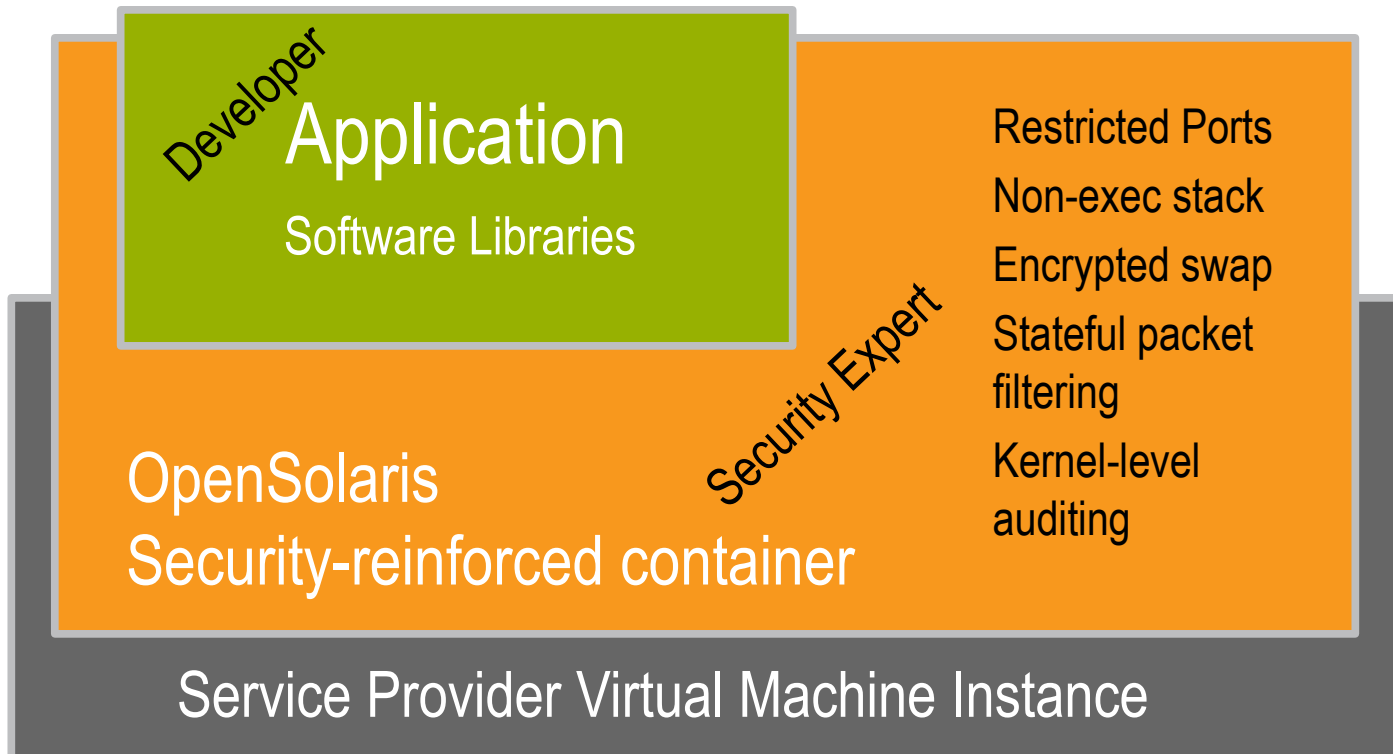 Developer
Application
Software Libraries
Restricted Ports
Non-exec stack
Encrypted swap
Stateful packet
filtering
Kernel-level
auditing
Security Expert
OpenSolaris
Security-reinforced container
Service Provider Virtual Machine Instance